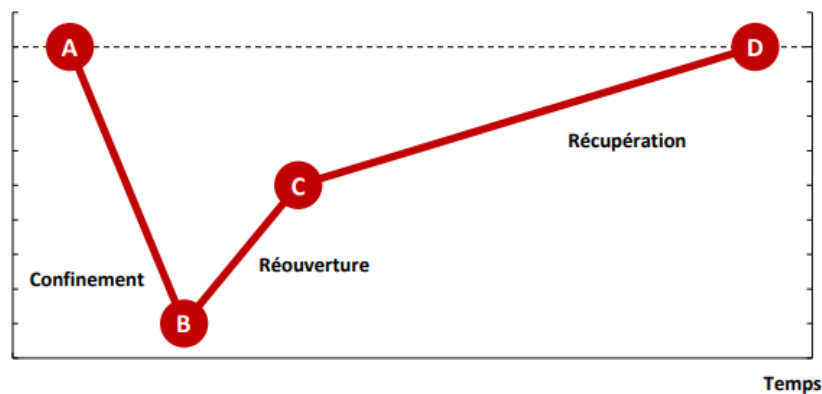 A
D
Récupération
C
Réouverture
Confinement
B
Temps